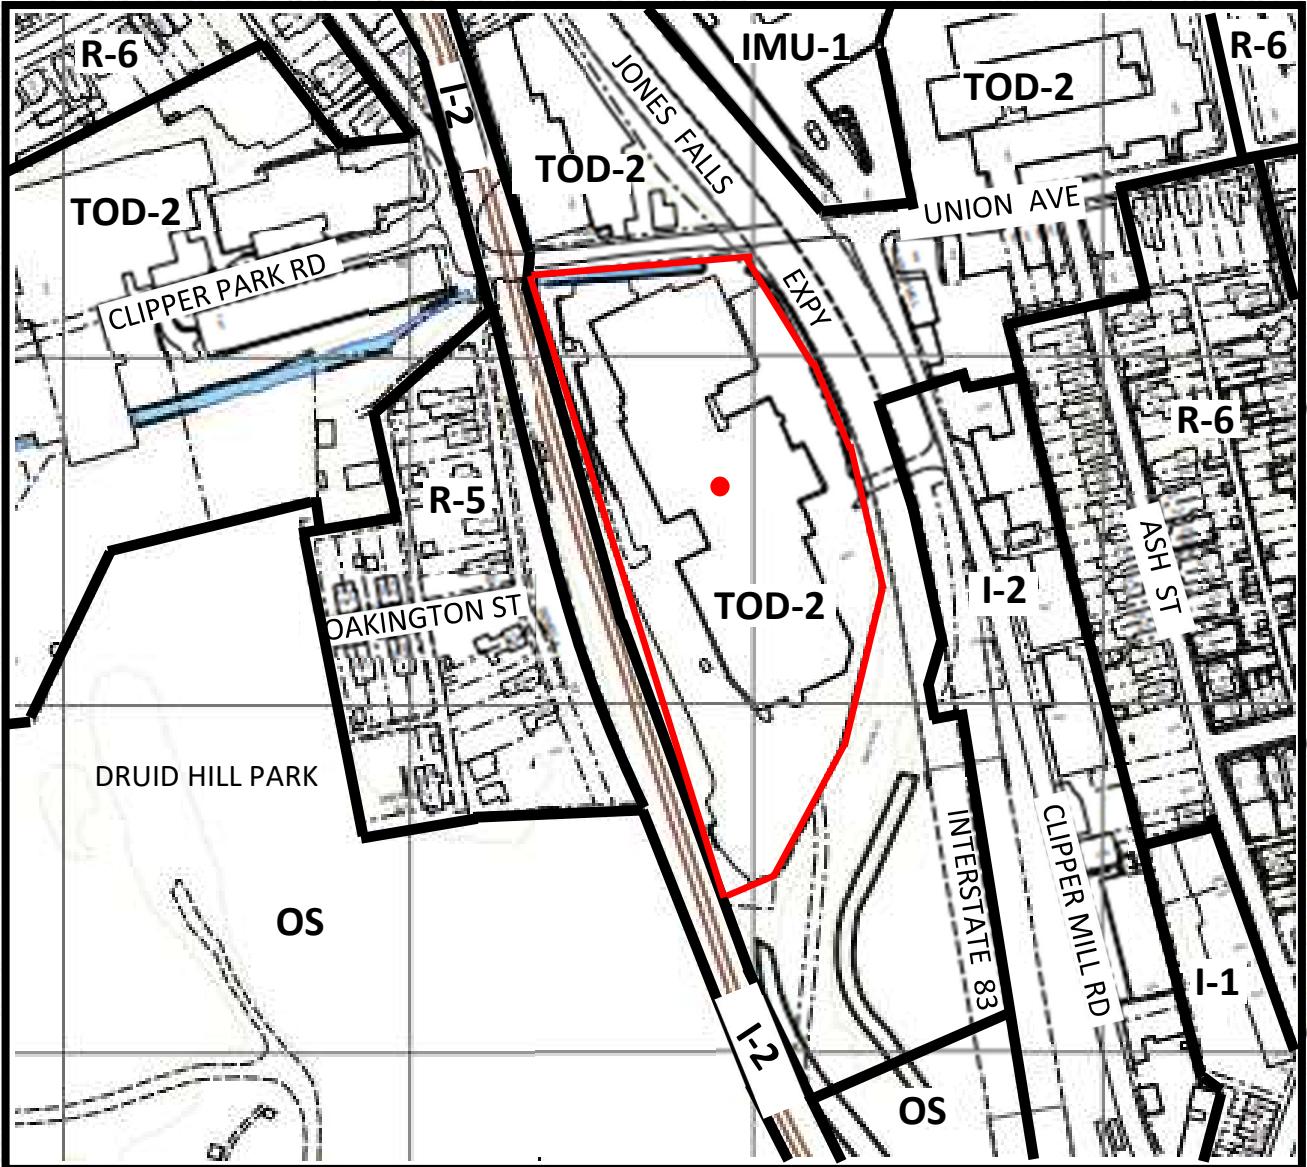 R-6
IMU-1
R-6
I-2
JONES FALLS
TOD-2
TOD-2
TOD-2
UNION AVE
CLIPPER PARK RD
EXPY
R-6
R-5
ASH ST
I-2
TOD-2
OAKINGTON ST
DRUID HILL PARK
INTERSTATE 83
CLIPPER MILL RD
OS
I-1
I-2
OS